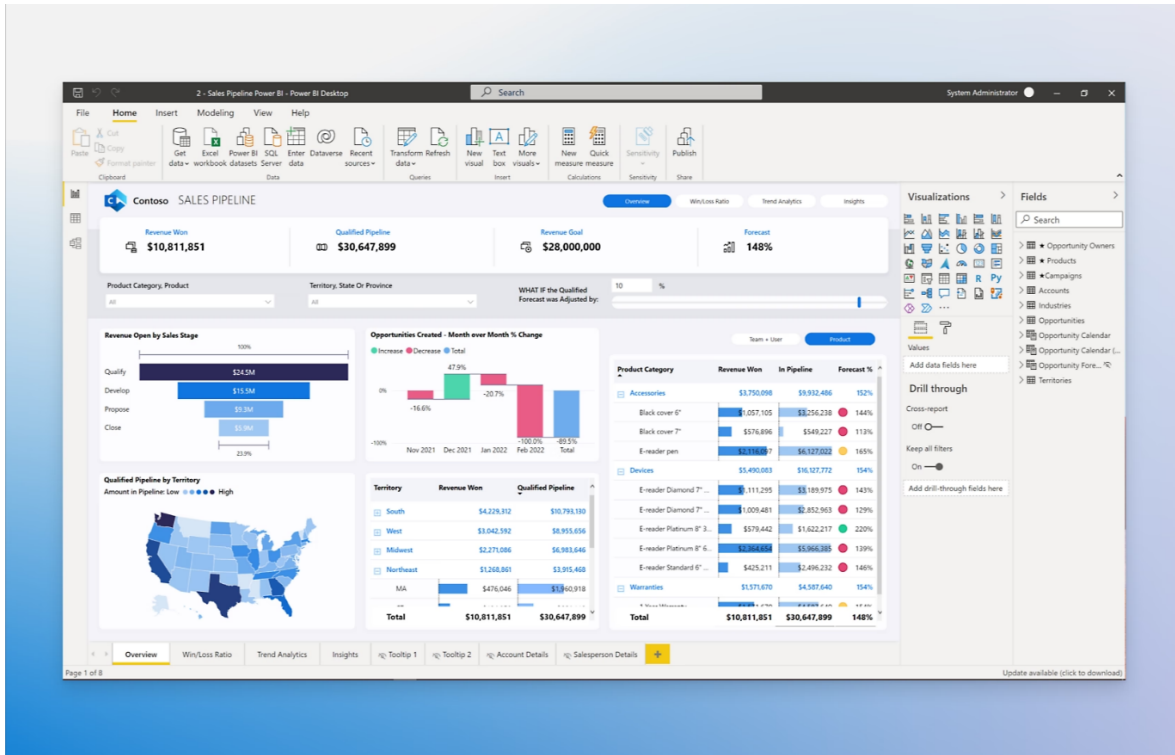 2 - Sales Pipeline Power BI - Power BI Desktop
Search
System Administrator
File Home Insert Modeling View Help
Paste
Cut
Copy
Format painter
Clipboard
Get data
Excel workbook
Power BI datasets
SQL Server
Enter data
Dataverse
Recent sources
Data
Transform data
Refresh
Queries
New visual
Text box
More visuals
Insert
New measure
Quick measure
Calculations
Sensitivity
Sensitivity
Publish
Share
Contoso SALES PIPELINE
Overview Win/Loss Ratio Trend Analytics Insights
Revenue Won
$10,811,851
Qualified Pipeline
$30,647,899
Revenue Goal
$28,000,000
Forecast
148%
Product Category, Product
All
Territory, State Or Province
All
WHAT IF the Qualified
Forecast was Adjusted by:
10 %
Revenue Open by Sales Stage
100%
Qualify $24.5M
Develop $15.5M
Propose $9.3M
Close $5.9M
23.9%
Opportunities Created - Month over Month % Change
Increase Decrease Total
0%
-100%
-16.6%
47.9%
-20.7%
-100.0%
-89.5%
Nov 2021 Dec 2021 Jan 2022 Feb 2022 Total
Team + User Product
Product Category Revenue Won In Pipeline Forecast %
Accessories $3,750,098 $9,932,486 152%
Black cover 6" $1,057,105 $3,256,238 144%
Black cover 7" $576,896 $549,227 113%
E-reader pen $2,116,097 $6,127,022 165%
Devices $5,490,083 $16,127,772 154%
E-reader Diamond 7" ... $1,111,295 $3,189,975 143%
E-reader Diamond 7" ... $1,009,481 $2,852,963 129%
E-reader Platinum 8" 3... $579,442 $1,622,217 220%
E-reader Platinum 8" 6... $2,364,654 $5,966,385 139%
E-reader Standard 6" ... $425,211 $2,496,232 146%
Warranties $1,571,670 $4,587,640 154%
Total $10,811,851 $30,647,899 148%
Qualified Pipeline by Territory
Amount in Pipeline: Low High
Territory Revenue Won Qualified Pipeline
South $4,229,312 $10,793,130
West $3,042,592 $8,955,656
Midwest $2,271,086 $6,983,646
Northeast $1,268,861 $3,915,468
MA $476,046 $1,960,918
Total $10,811,851 $30,647,899
Visualizations
R Py
Values
Add data fields here
Drill through
Cross-report
Off
Keep all filters
On
Add drill-through fields here
Fields
Search
Opportunity Owners
Products
Campaigns
Accounts
Industries
Opportunities
Opportunity Calendar
Opportunity Calendar (...
Opportunity Fore...
Territories
Overview Win/Loss Ratio Trend Analytics Insights Tooltip 1 Tooltip 2 Account Details Salesperson Details +
Page 1 of 8
Update available (click to download)